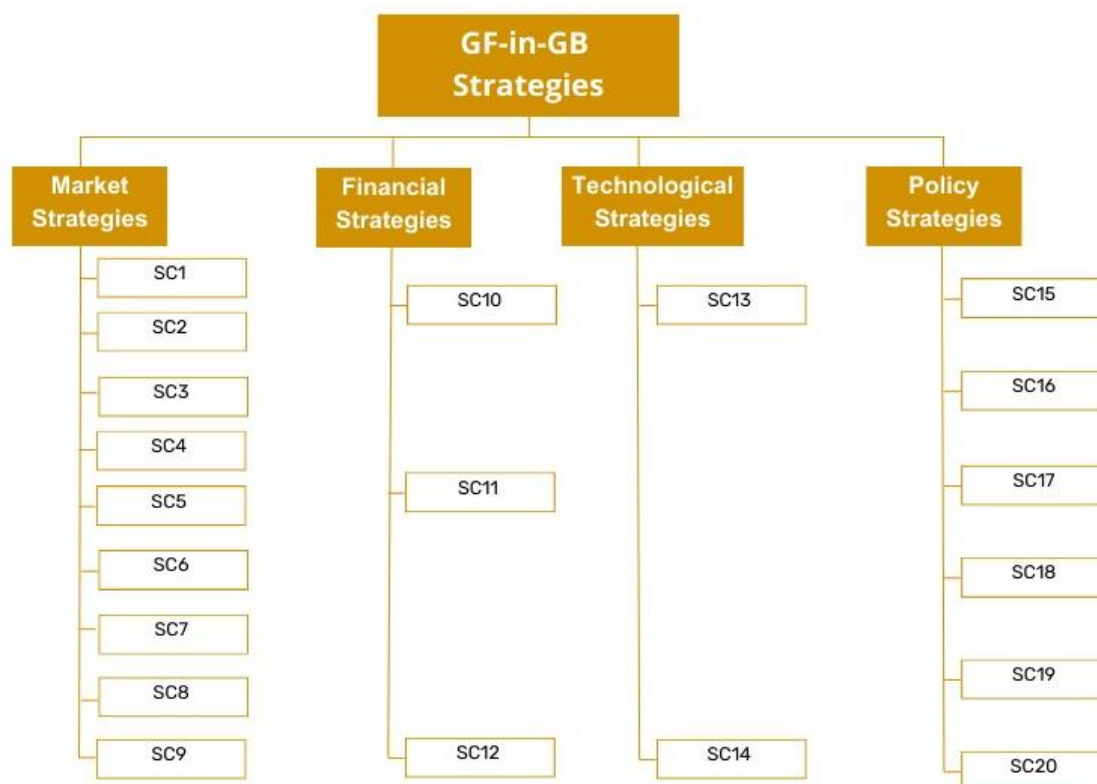 GF-in-GB
Strategies
Market
Strategies
SC1
SC2
SC3
SC4
SC5
SC6
SC7
SC8
SC9
Financial
Strategies
SC10
SC11
SC12
Technological
Strategies
SC13
SC14
Policy
Strategies
SC15
SC16
SC17
SC18
SC19
SC20